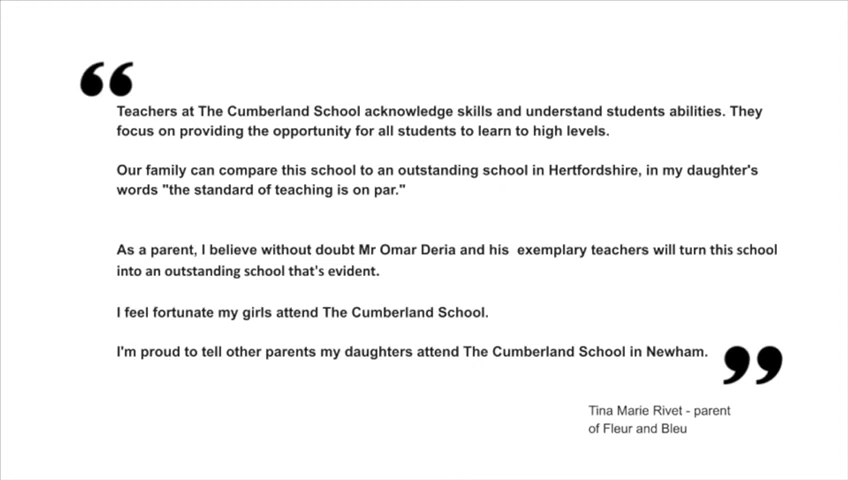 “
Teachers at The Cumberland School acknowledge skills and understand students abilities. They
focus on providing the opportunity for all students to learn to high levels.
Our family can compare this school to an outstanding school in Hertfordshire, in my daughter's
words "the standard of teaching is on par."
As a parent, I believe without doubt Mr Omar Deria and his  exemplary teachers will turn this school
into an outstanding school that's evident.
I feel fortunate my girls attend The Cumberland School.
I'm proud to tell other parents my daughters attend The Cumberland School in Newham.
”
Tina Marie Rivet - parent
of Fleur and Bleu